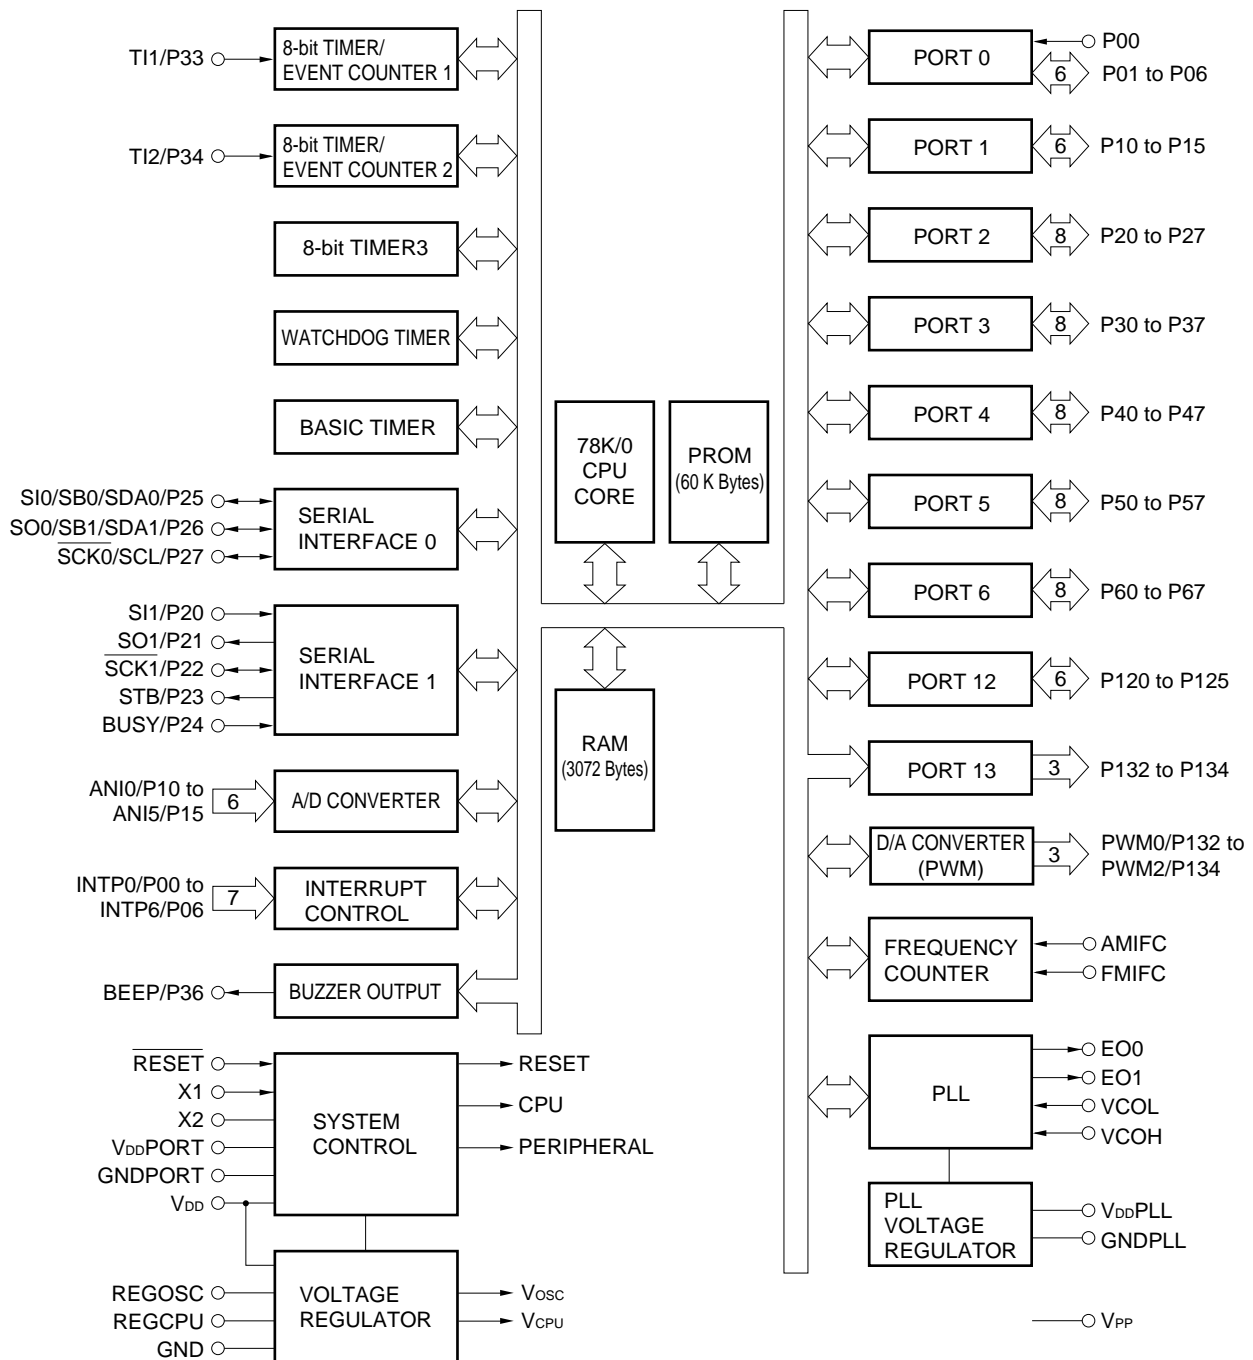 TI1/P33
8-bit TIMER/
EVENT COUNTER 1
TI2/P34
8-bit TIMER/
EVENT COUNTER 2
8-bit TIMER3
WATCHDOG TIMER
BASIC TIMER
SI0/SB0/SDA0/P25
SO0/SB1/SDA1/P26
SCK0/SCL/P27
SERIAL
INTERFACE 0
SI1/P20
SO1/P21
SCK1/P22
STB/P23
BUSY/P24
SERIAL
INTERFACE 1
ANI0/P10 to
ANI5/P15
6
A/D CONVERTER
INTP0/P00 to
INTP6/P06
7
INTERRUPT
CONTROL
BEEP/P36
BUZZER OUTPUT
RESET
X1
X2
VDDPORT
GNDPORT
VDD
SYSTEM
CONTROL
RESET
CPU
PERIPHERAL
REGOSC
REGCPU
GND
VOLTAGE
REGULATOR
VOSC
VCPU
78K/0
CPU
CORE
PROM
(60 K Bytes)
RAM
(3072 Bytes)
PORT 0
P00
6
P01 to P06
PORT 1
6
P10 to P15
PORT 2
8
P20 to P27
PORT 3
8
P30 to P37
PORT 4
8
P40 to P47
PORT 5
8
P50 to P57
PORT 6
8
P60 to P67
PORT 12
6
P120 to P125
PORT 13
3
P132 to P134
D/A CONVERTER
(PWM)
3
PWM0/P132 to
PWM2/P134
FREQUENCY
COUNTER
AMIFC
FMIFC
PLL
EO0
EO1
VCOL
VCOH
PLL
VOLTAGE
REGULATOR
VDDPLL
GNDPLL
VPP